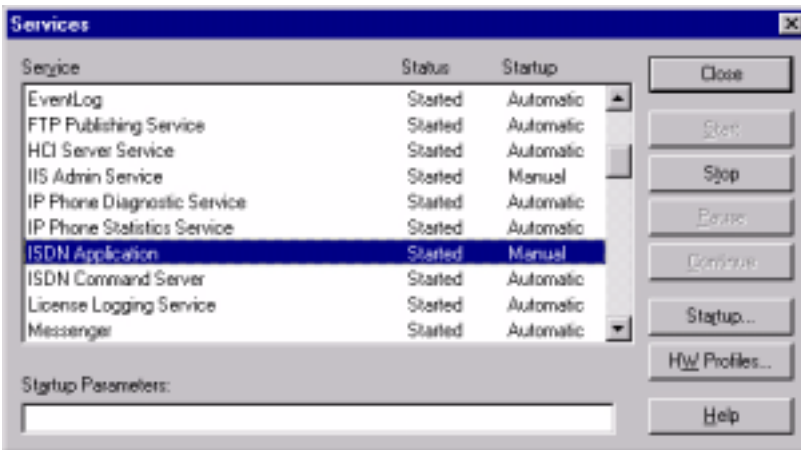 Services
Service Status Startup
EventLog Started Automatic
FTP Publishing Service Started Automatic
HCI Server Service Started Automatic
IIS Admin Service Started Manual
IP Phone Diagnostic Service Started Automatic
IP Phone Statistics Service Started Automatic
ISDN Application Started Manual
ISDN Command Server Started Automatic
License Logging Service Started Automatic
Messenger Started Automatic
Close
Start
Stop
Pause
Continue
Startup...
HW Profiles...
Help
Startup Parameters: